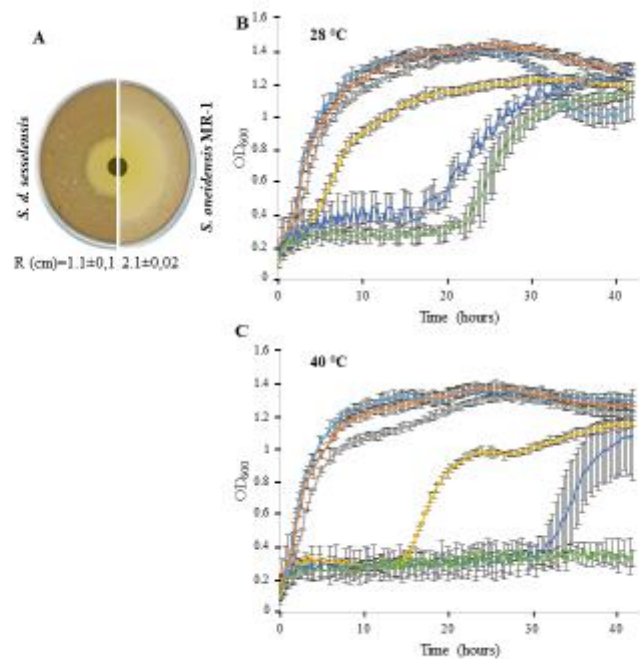 A
S. d. sesselensis
S. oneidensis MR-1
R (cm)=1.1±0,1 2.1±0,02
B
28 °C
OD600
1.6
1.4
1.2
1
0.8
0.6
0.4
0.2
0
0 10 20 30 40
Time (hours)
C
40 °C
OD600
1.6
1.4
1.2
1
0.8
0.6
0.4
0.2
0
0 10 20 30 40
Time (hours)